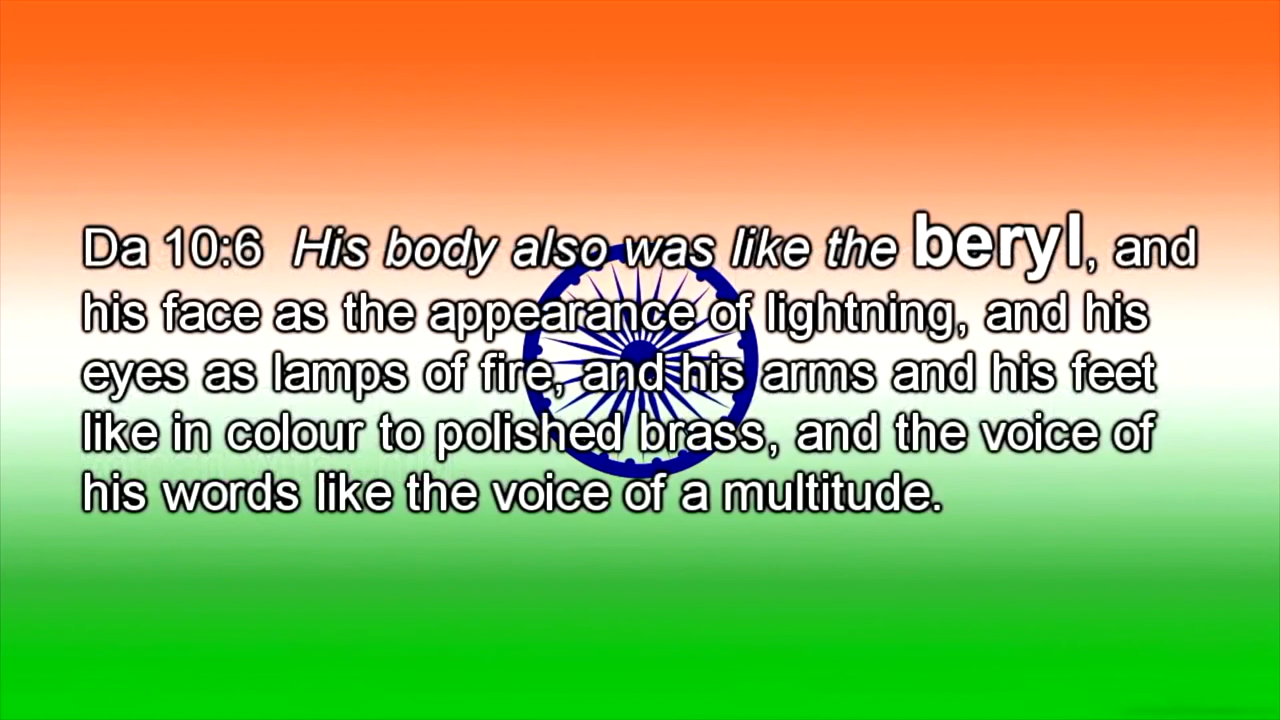 Da 10:6 His body also was like the beryl, and
his face as the appearance of lightning, and his
eyes as lamps of fire, and his arms and his feet
like in colour to polished brass, and the voice of
his words like the voice of a multitude.